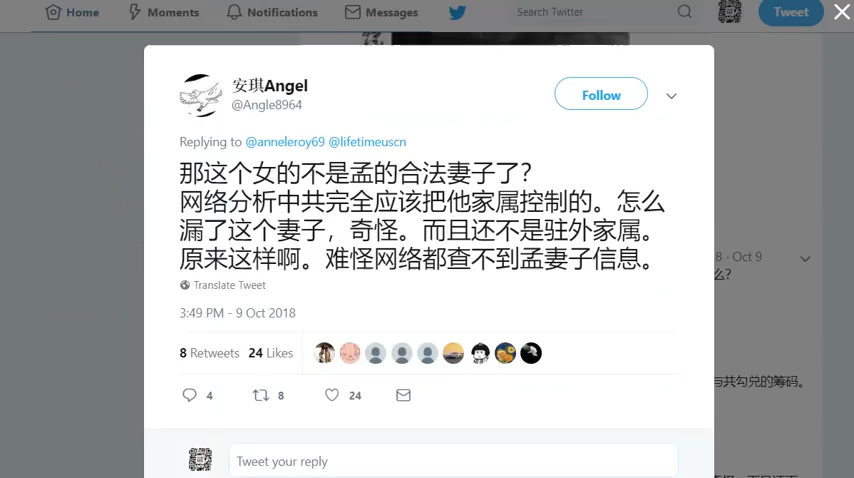 Home Moments Notifications Messages Search Twitter Tweet
安琪Angel
@Angle8964
Follow
Replying to @anneleroy69 @lifetimeuscn
那这个女的不是孟的合法妻子了?
网络分析中共完全应该把他家属控制的。怎么
漏了这个妻子，奇怪。而且还不是驻外家属。
原来这样啊。难怪网络都查不到孟妻子信息。
Translate Tweet
3:49 PM - 9 Oct 2018
8 Retweets 24 Likes
4 8 24
Tweet your reply
8 · Oct 9
么?
与共勾兑的筹码。